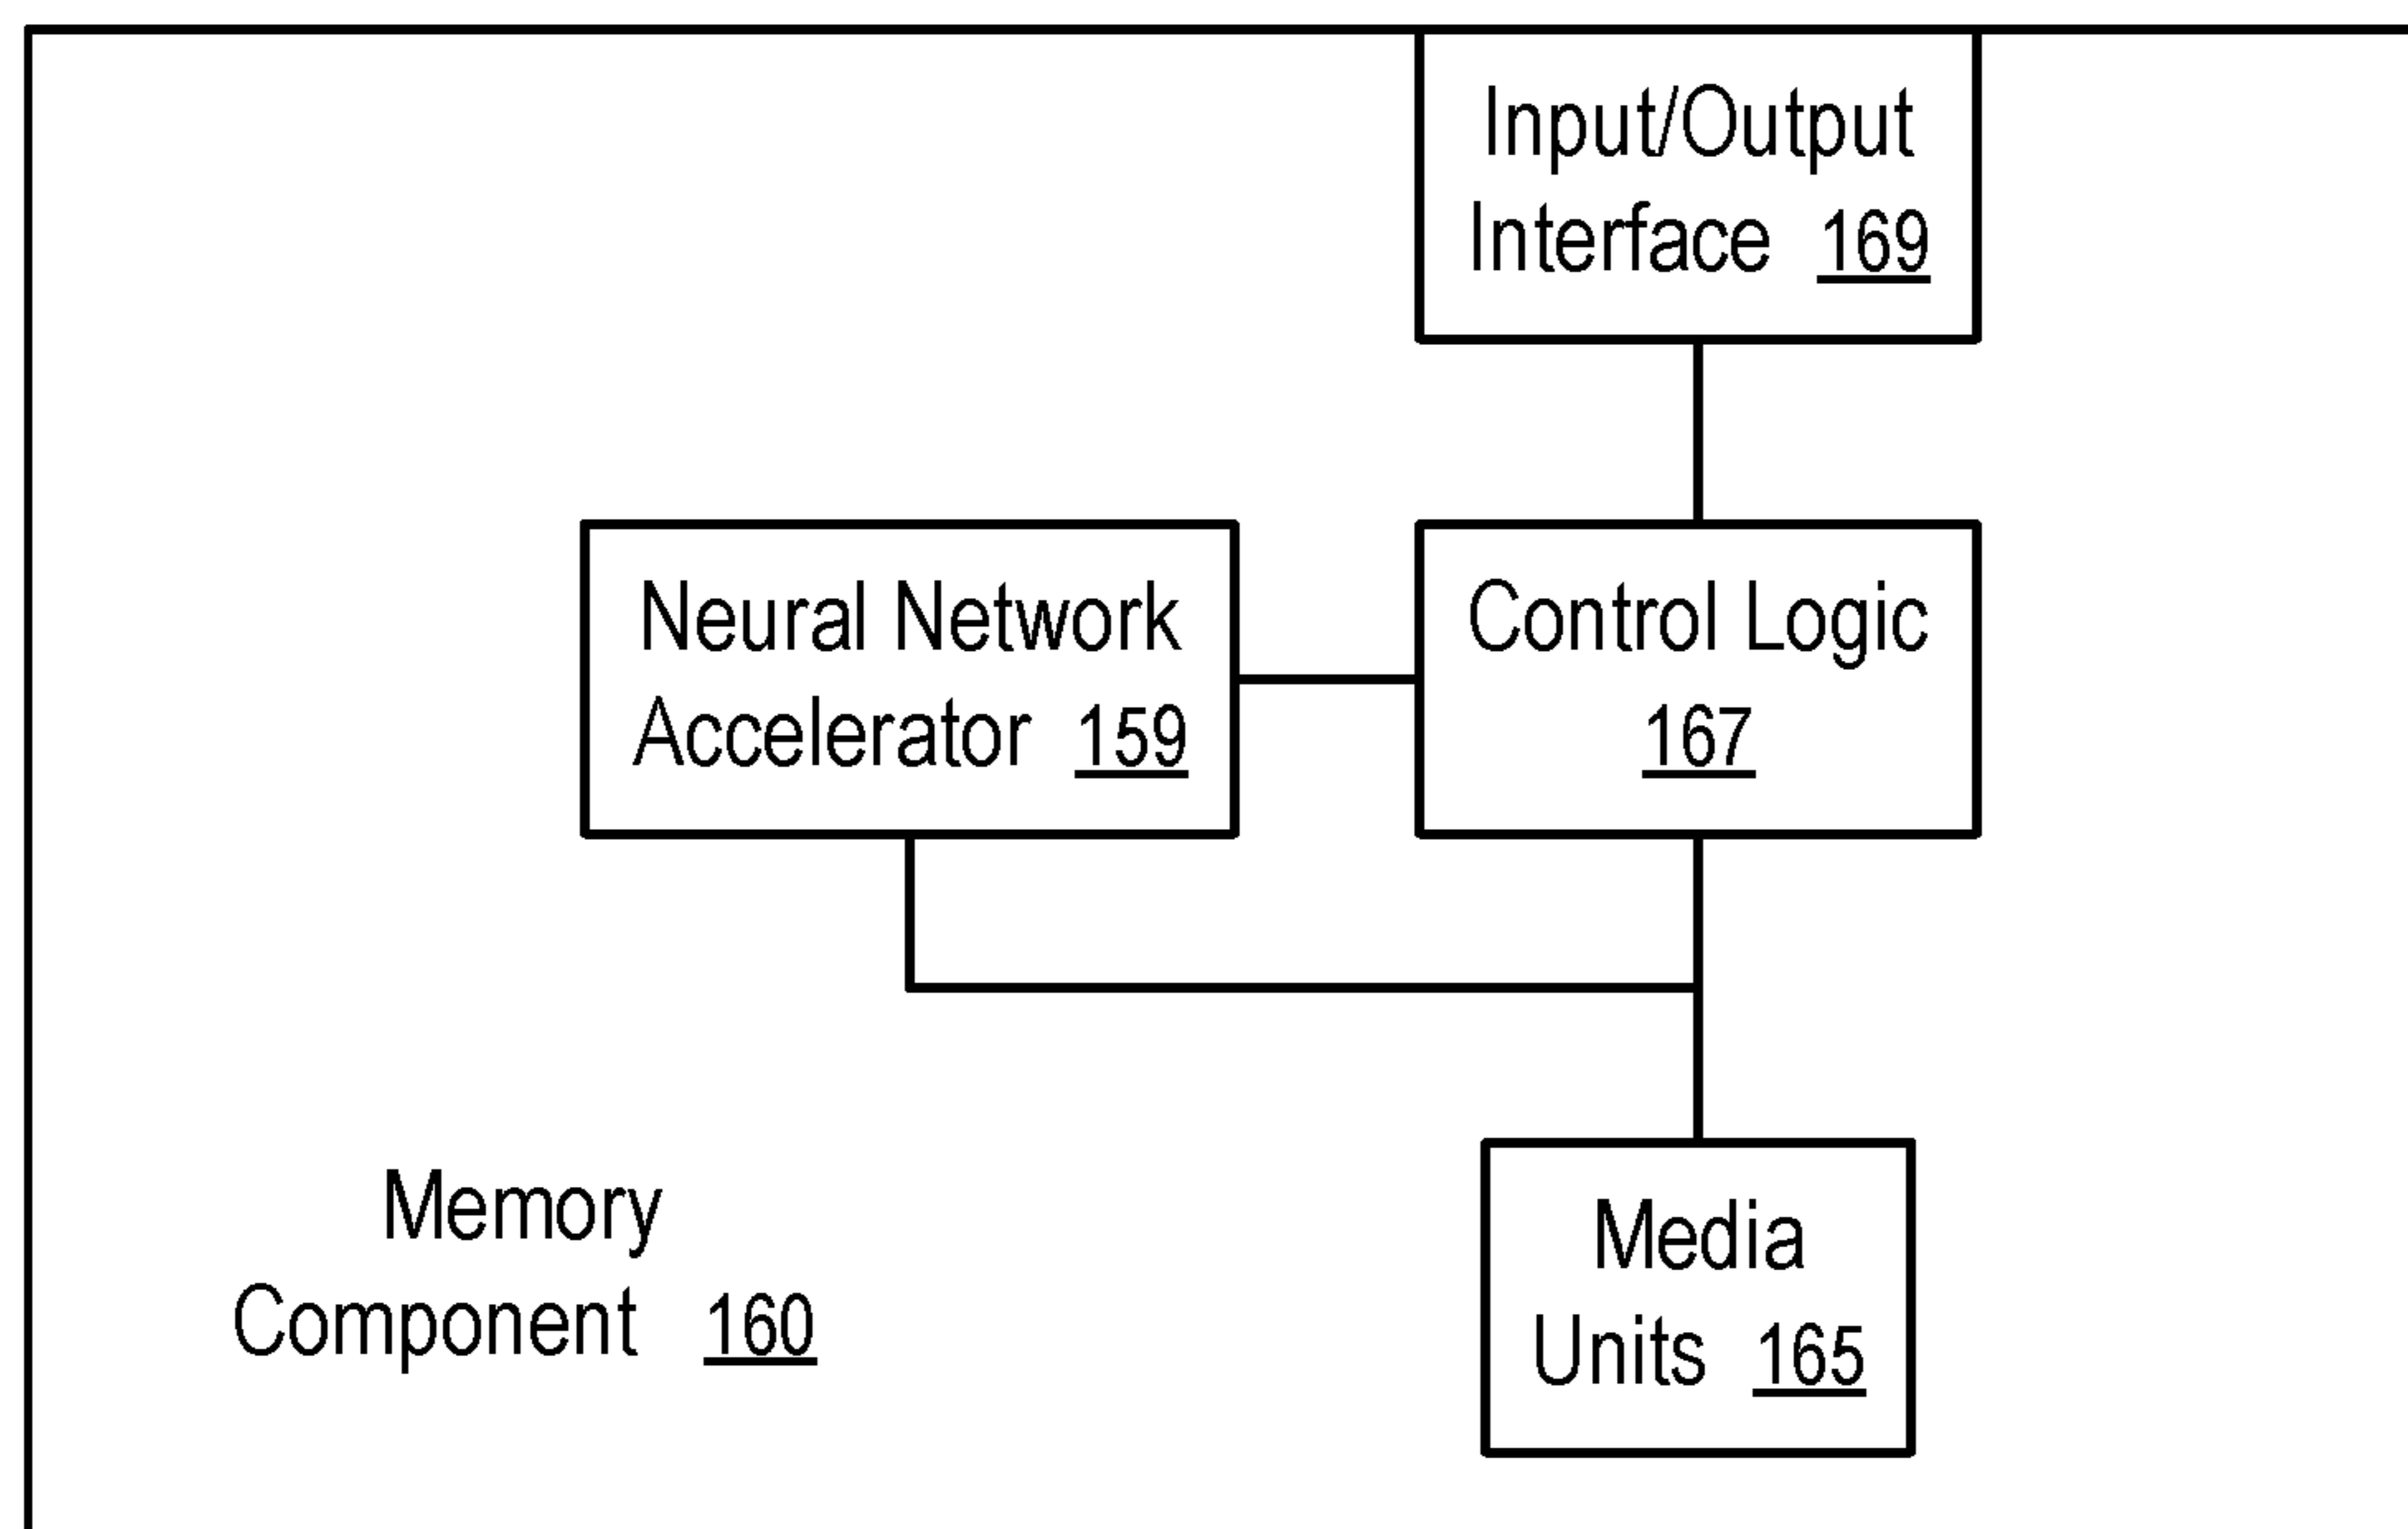 Input/Output
Interface 169
Neural Network
Accelerator 159
Control Logic
167
Memory
Component 160
Media
Units 165